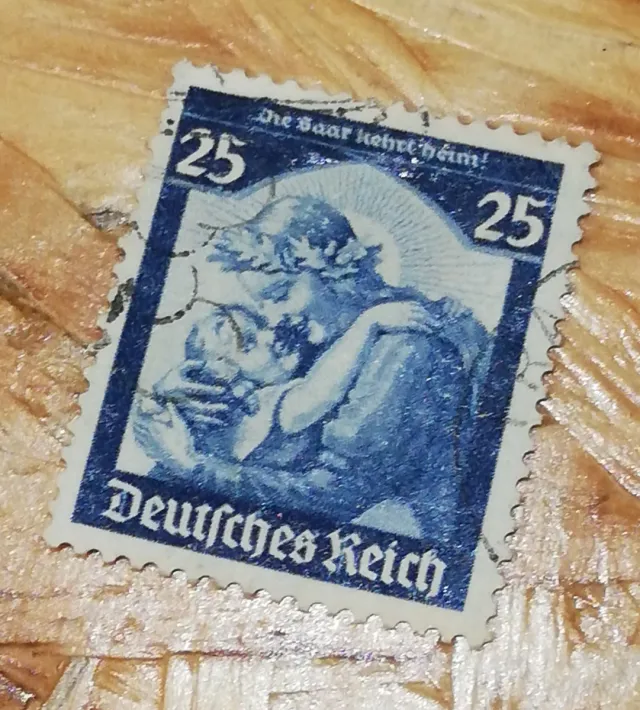 Die Saar kehrt heim!
25
25
Deutſches Reich